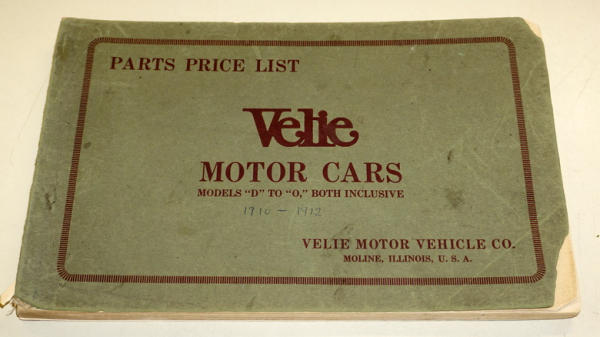 PARTS PRICE LIST
Velie
MOTOR CARS
MODELS "D" TO "O," BOTH INCLUSIVE
1910 - 1912
VELIE MOTOR VEHICLE CO.
MOLINE, ILLINOIS, U. S. A.